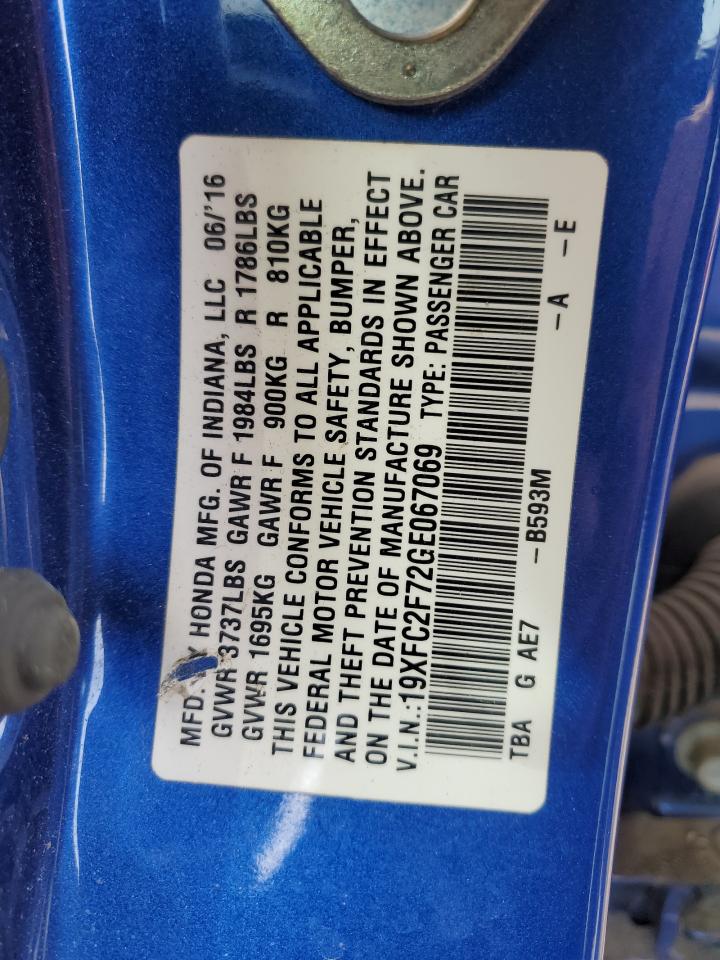 MFD. Y HONDA MFG. OF INDIANA, LLC 06/'16
GVWR 3737LBS GAWR F 1984LBS R 1786LBS
GVWR 1695KG GAWR F 900KG R 810KG
THIS VEHICLE CONFORMS TO ALL APPLICABLE
FEDERAL MOTOR VEHICLE SAFETY, BUMPER,
AND THEFT PREVENTION STANDARDS IN EFFECT
ON THE DATE OF MANUFACTURE SHOWN ABOVE.
V.I.N.:19XFC2F72GE067069 TYPE: PASSENGER CAR
TBA G AE7 -B593M -A -E